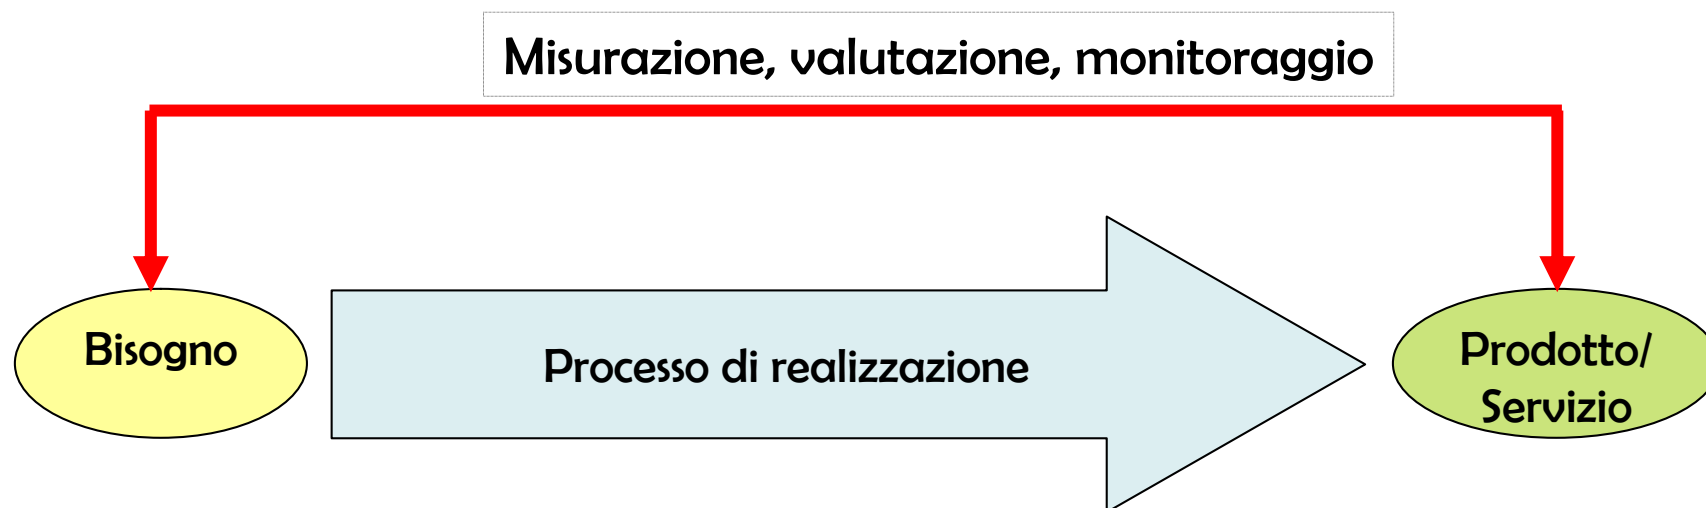 Misurazione, valutazione, monitoraggio
Bisogno
Processo di realizzazione
Prodotto/
Servizio